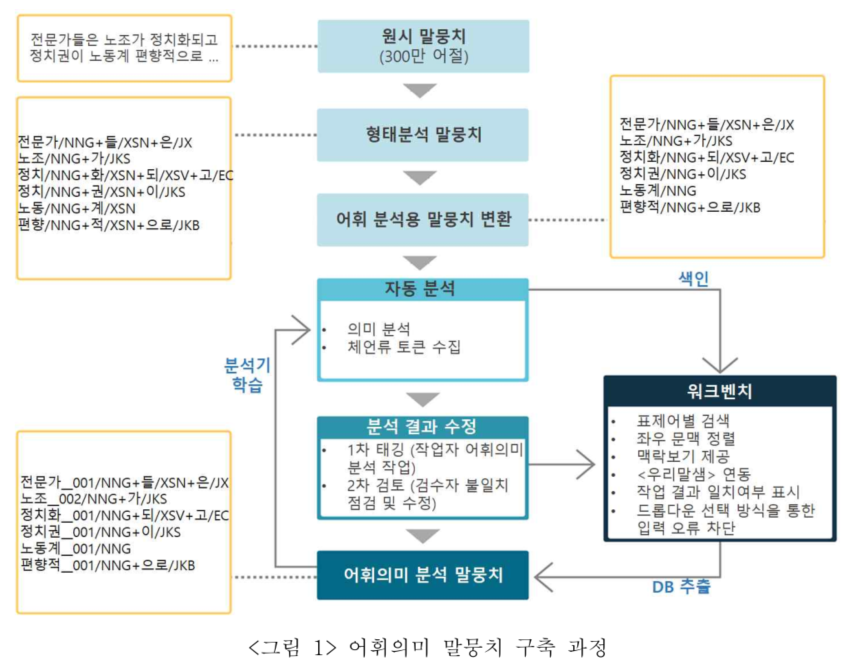 전문가들은 노조가 정치화되고
정치권이 노동계 편향적으로 ...
원시 말뭉치
(300만 어절)
전문가/NNG+들/XSN+은/JX
노조/NNG+가/JKS
정치/NNG+화/XSN+되/XSV+고/EC
정치/NNG+권/XSN+이/JKS
노동/NNG+계/XSN
편향/NNG+적/XSN+으로/JKB
형태분석 말뭉치
어휘 분석용 말뭉치 변환
전문가/NNG+들/XSN+은/JX
노조/NNG+가/JKS
정치화/NNG+되/XSV+고/EC
정치권/NNG+이/JKS
노동계/NNG
편향적/NNG+으로/JKB
자동 분석
• 의미 분석
• 체언류 토큰 수집
색인
분석기
학습
분석 결과 수정
• 1차 태깅 (작업자 어휘의미
분석 작업)
• 2차 검토 (검수자 불일치
점검 및 수정)
워크벤치
• 표제어별 검색
• 좌우 문맥 정렬
• 맥락보기 제공
• <우리말샘> 연동
• 작업 결과 일치여부 표시
• 드롭다운 선택 방식을 통한
입력 오류 차단
전문가__001/NNG+들/XSN+은/JX
노조__002/NNG+가/JKS
정치화__001/NNG+되/XSV+고/EC
정치권__001/NNG+이/JKS
노동계__001/NNG
편향적__001/NNG+으로/JKB
어휘의미 분석 말뭉치
DB 추출
<그림 1> 어휘의미 말뭉치 구축 과정